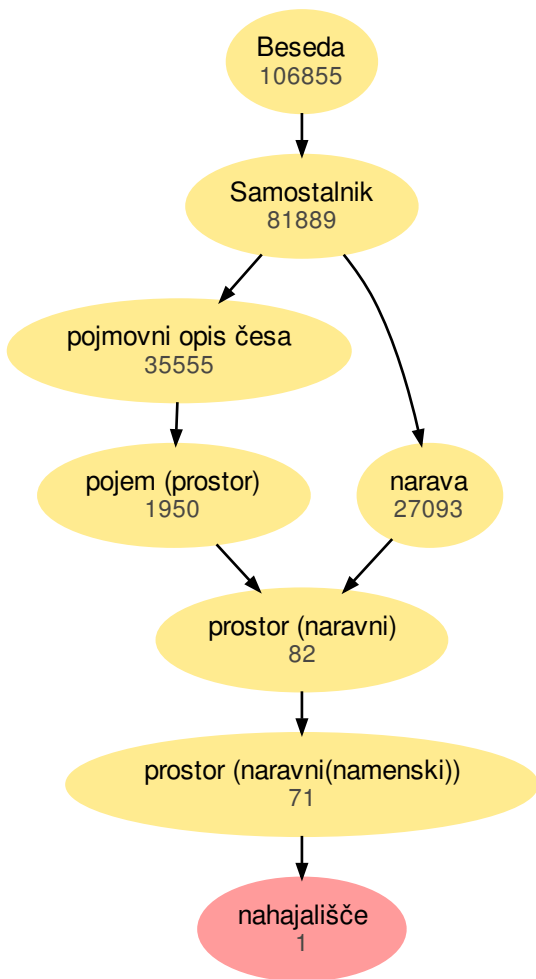 Beseda
106855
Samostalnik
81889
pojmovni opis česa
35555
pojem (prostor)
1950
narava
27093
prostor (naravni)
82
prostor (naravni(namenski))
71
nahajališče
1